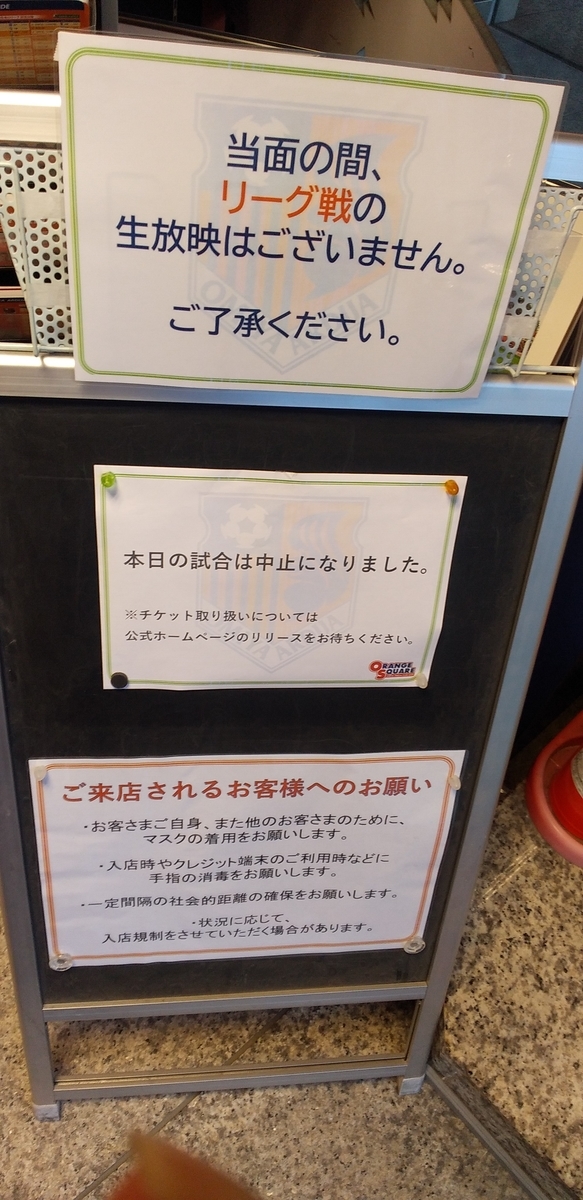 当面の間、
リーグ戦の
生放映はございません。
ご了承ください。
本日の試合は中止になりました。
※チケット取り扱いについては
公式ホームページのリリースをお待ちください。
ORANGE
SQUARE
ご来店されるお客様へのお願い
・お客さまご自身、また他のお客さまのために、
マスクの着用をお願いします。
・入店時やクレジット端末のご利用時などに
手指の消毒をお願いします。
・一定間隔の社会的距離の確保をお願いします。
・状況に応じて、
入店規制をさせていただく場合があります。